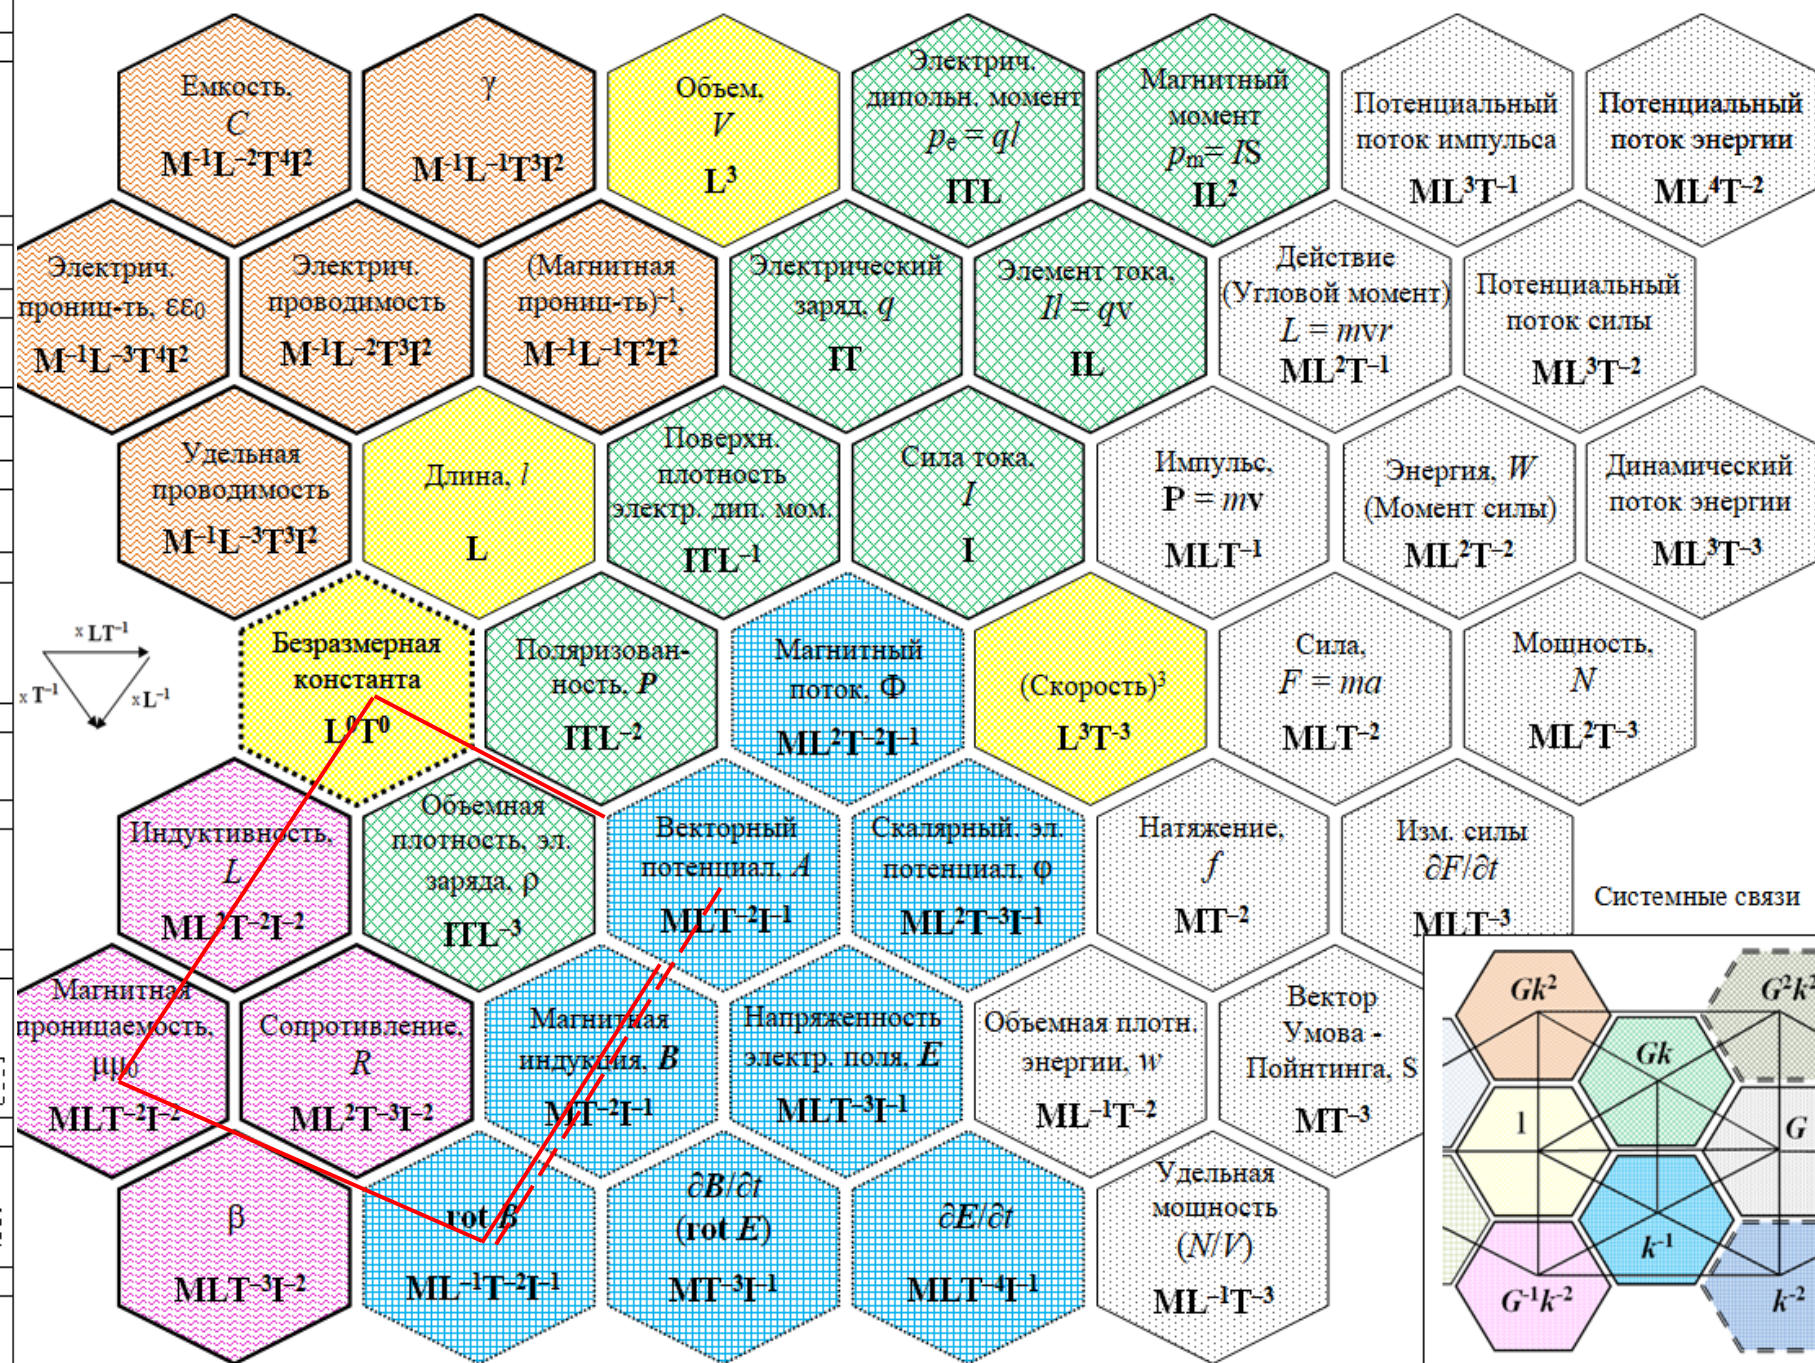 Емкость,
C
M⁻¹L⁻²T⁴I²
γ
M⁻¹L⁻¹T³I²
Объем,
V
L³
Электрич.
дипольн. момент
pₑ = ql
ITL
Магнитный
момент
pₘ= IS
IL²
Потенциальный
поток импульса
ML³T⁻¹
Потенциальный
поток энергии
ML⁴T⁻²
Электрич.
прониц-ть, εε₀
M⁻¹L⁻³T⁴I²
Электрич.
проводимость
M⁻¹L⁻²T³I²
(Магнитная
прониц-ть)⁻¹,
M⁻¹L⁻¹T²I²
Электрический
заряд, q
IT
Элемент тока,
Il = qv
IL
Действие
(Угловой момент)
L = mvr
ML²T⁻¹
Потенциальный
поток силы
ML³T⁻²
Удельная
проводимость
M⁻¹L⁻³T³I²
Длина, l
L
Поверхн.
плотность
электр. дип. мом.
ITL⁻¹
Сила тока,
I
I
Импульс,
P = mv
MLT⁻¹
Энергия, W
(Момент силы)
ML²T⁻²
Динамический
поток энергии
ML³T⁻³
x LT⁻¹
x T⁻¹
x L⁻¹
Безразмерная
константа
L⁰T⁰
Поляризован-
ность, P
ITL⁻²
Магнитный
поток, Φ
ML²T⁻²I⁻¹
(Скорость)³
L³T⁻³
Сила,
F = ma
MLT⁻²
Мощность,
N
ML²T⁻³
Индуктивность,
L
ML²T⁻²I⁻²
Объемная
плотность, эл.
заряда, ρ
ITL⁻³
Векторный
потенциал, A
MLT⁻²I⁻¹
Скалярный. эл.
потенциал, φ
ML²T⁻³I⁻¹
Натяжение,
f
MT⁻²
Изм. силы
∂F/∂t
MLT⁻³
Системные связи
Магнитная
проницаемость,
μμ₀
MLT⁻²I⁻²
Сопротивление,
R
ML²T⁻³I⁻²
Магнитная
индукция, B
MT⁻²I⁻¹
Напряженность
электр. поля, E
MLT⁻³I⁻¹
Объемная плотн.
энергии, w
ML⁻¹T⁻²
Вектор
Умова -
Пойнтинга, S
MT⁻³
β
MLT⁻³I⁻²
rot B
ML⁻¹T⁻²I⁻¹
∂B/∂t
(rot E)
MT⁻³I⁻¹
∂E/∂t
MLT⁻⁴I⁻¹
Удельная
мощность
(N/V)
ML⁻¹T⁻³
Gk²
G²k²
Gk
1
G
k⁻¹
G⁻¹k⁻²
k⁻²